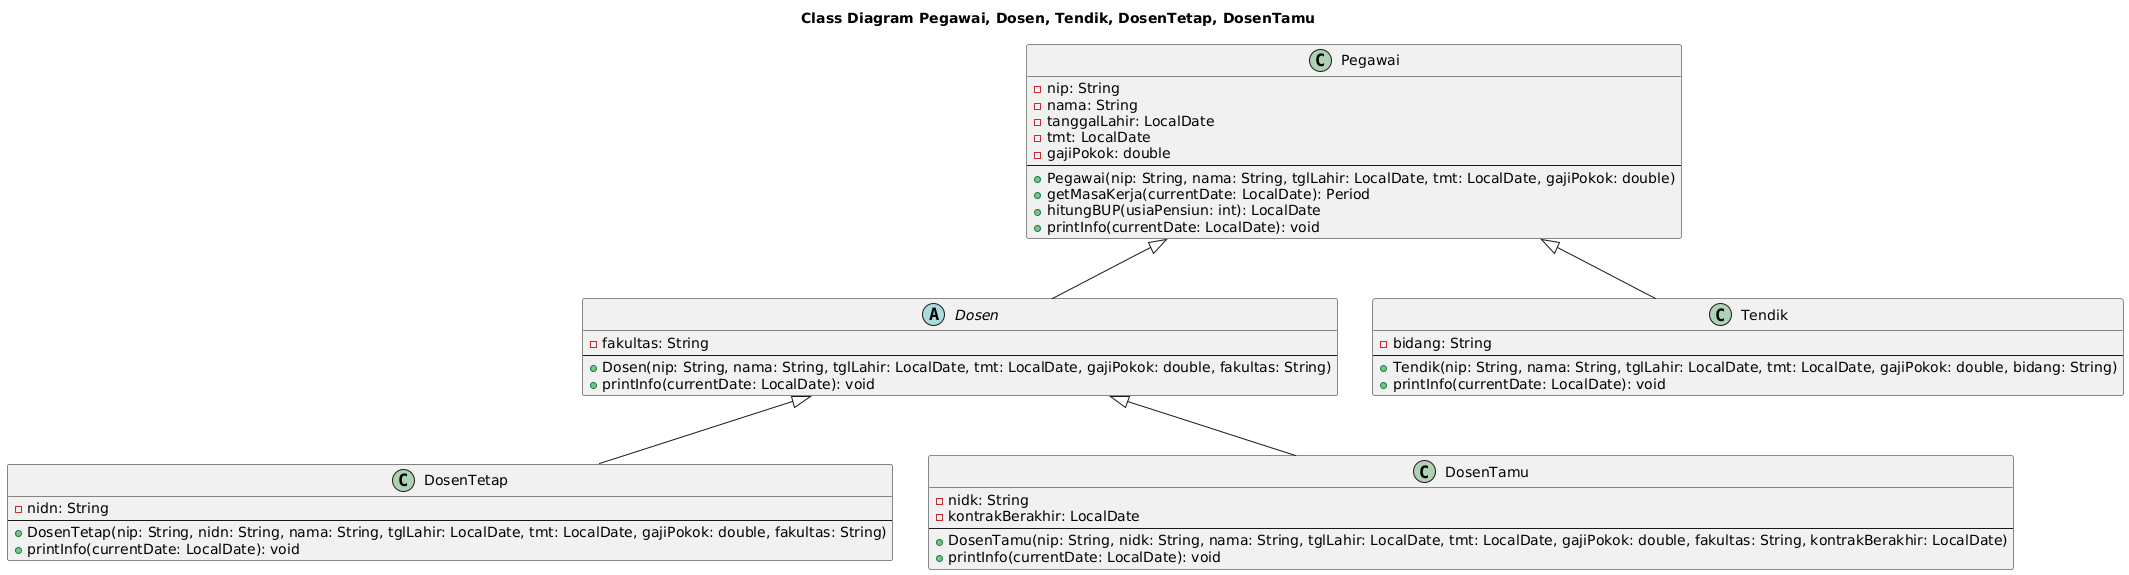 Class Diagram Pegawai, Dosen, Tendik, DosenTetap, DosenTamu
C Pegawai
nip: String
nama: String
tanggalLahir: LocalDate
tmt: LocalDate
gajiPokok: double
Pegawai(nip: String, nama: String, tglLahir: LocalDate, tmt: LocalDate, gajiPokok: double)
getMasaKerja(currentDate: LocalDate): Period
hitungBUP(usiaPensiun: int): LocalDate
printInfo(currentDate: LocalDate): void
A Dosen
fakultas: String
Dosen(nip: String, nama: String, tglLahir: LocalDate, tmt: LocalDate, gajiPokok: double, fakultas: String)
printInfo(currentDate: LocalDate): void
C Tendik
bidang: String
Tendik(nip: String, nama: String, tglLahir: LocalDate, tmt: LocalDate, gajiPokok: double, bidang: String)
printInfo(currentDate: LocalDate): void
C DosenTetap
nidn: String
DosenTetap(nip: String, nidn: String, nama: String, tglLahir: LocalDate, tmt: LocalDate, gajiPokok: double, fakultas: String)
printInfo(currentDate: LocalDate): void
C DosenTamu
nidk: String
kontrakBerakhir: LocalDate
DosenTamu(nip: String, nidk: String, nama: String, tglLahir: LocalDate, tmt: LocalDate, gajiPokok: double, fakultas: String, kontrakBerakhir: LocalDate)
printInfo(currentDate: LocalDate): void